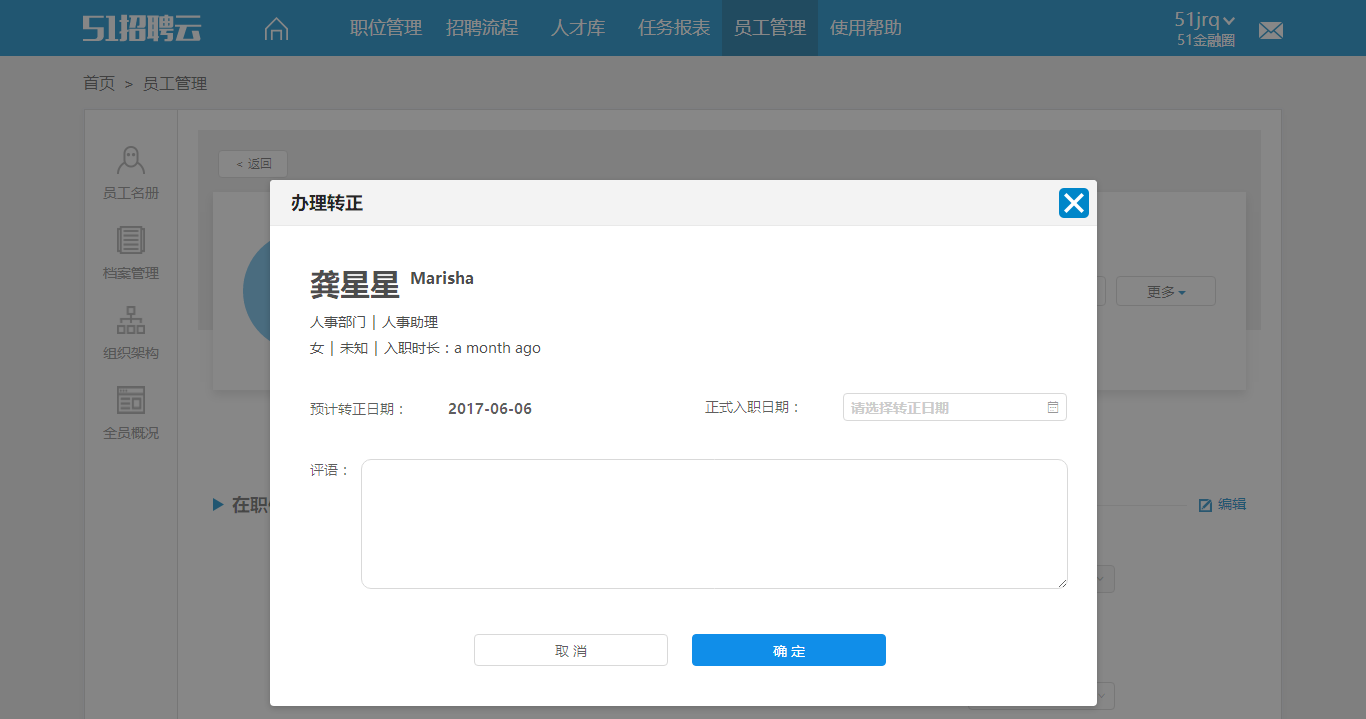 51招聘云 职位管理 招聘流程 人才库 任务报表 员工管理 使用帮助 51jrq
51金融圈
首页 > 员工管理
< 返回
员工名册
档案管理
组织架构
全员概况
更多
在职
编辑
办理转正
龚星星 Marisha
人事部门 | 人事助理
女 | 未知 | 入职时长：a month ago
预计转正日期： 2017-06-06 正式入职日期： 请选择转正日期
评语：
取 消 确 定